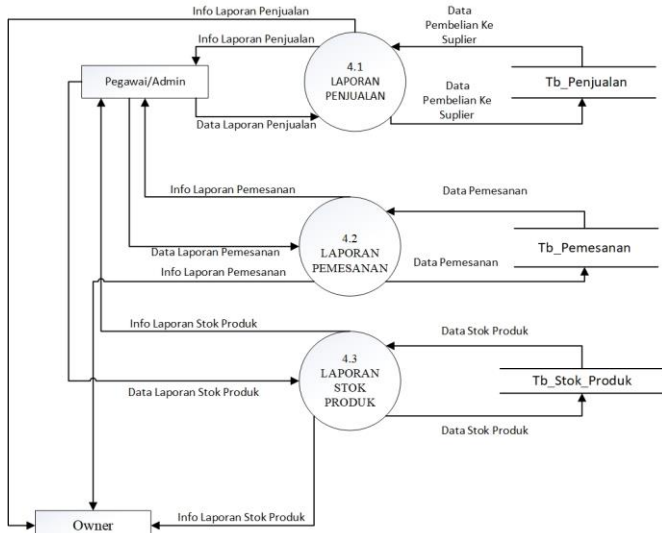 Info Laporan Penjualan
Data
Pembelian Ke
Suplier
Info Laporan Penjualan
4.1
LAPORAN
PENJUALAN
Pegawai/Admin
Tb_Penjualan
Data
Pembelian Ke
Suplier
Data Laporan Penjualan
Info Laporan Pemesanan
Data Pemesanan
4.2
LAPORAN
PEMESANAN
Tb_Pemesanan
Data Laporan Pemesanan
Info Laporan Pemesanan
Data Pemesanan
Info Laporan Stok Produk
Data Stok Produk
4.3
LAPORAN
STOK
PRODUK
Tb_Stok_Produk
Data Laporan Stok Produk
Data Stok Produk
Info Laporan Stok Produk
Owner